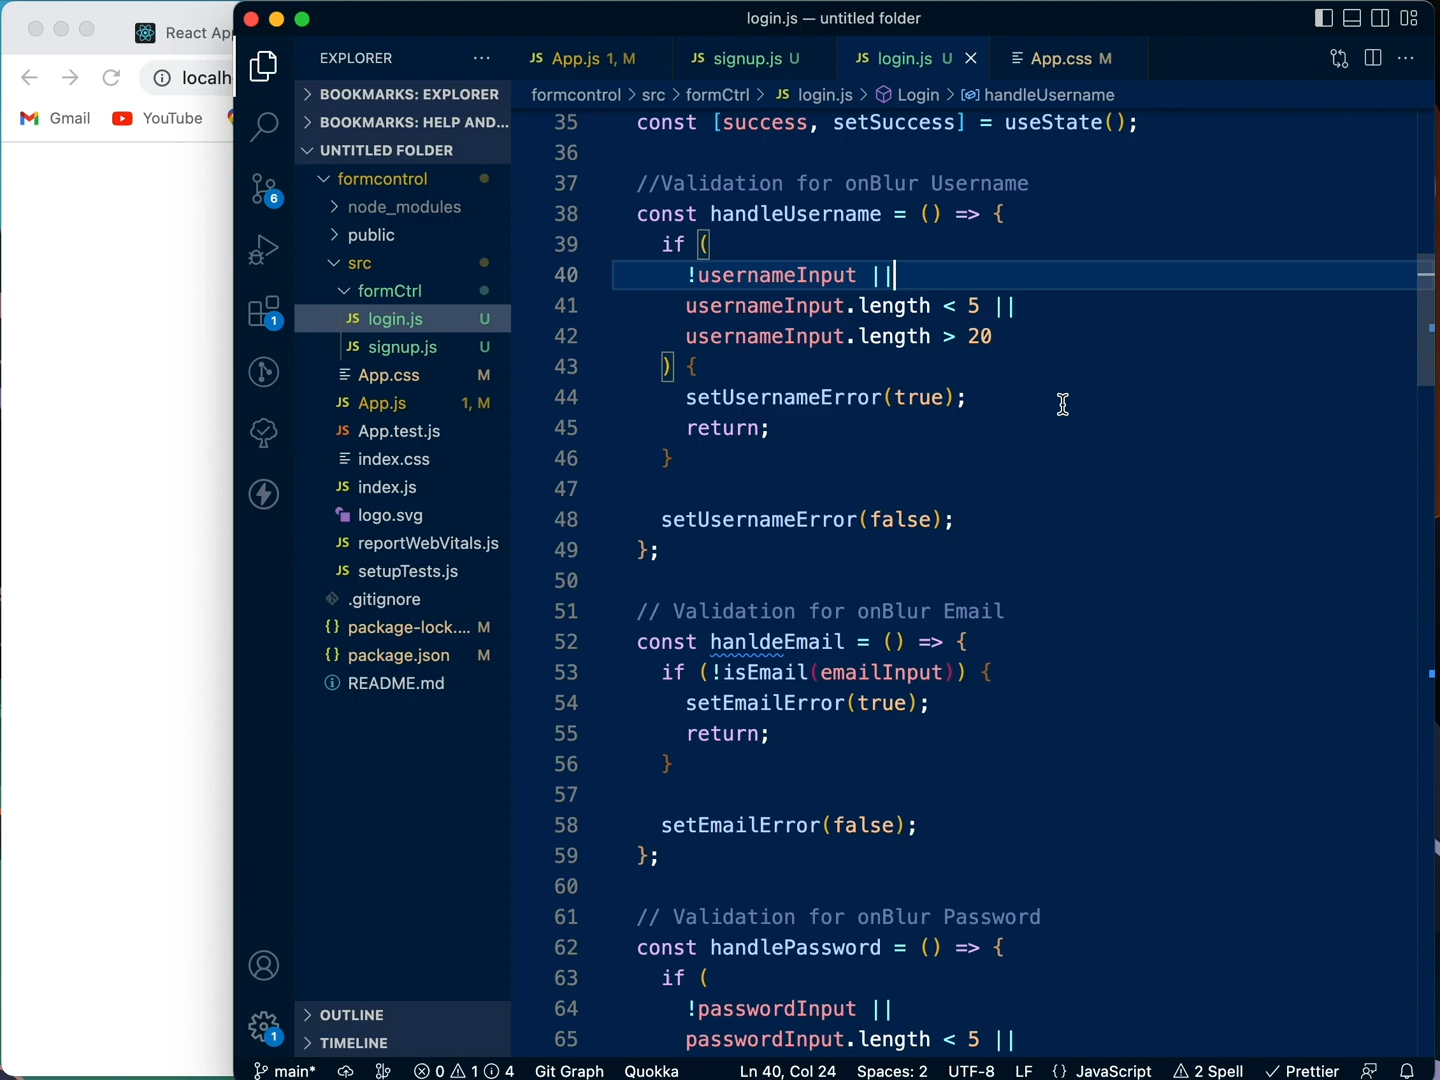 React Ap
localh
Gmail
YouTube
login.js — untitled folder
EXPLORER
BOOKMARKS: EXPLORER
BOOKMARKS: HELP AND...
UNTITLED FOLDER
formcontrol
node_modules
public
src
formCtrl
JS login.js U
JS signup.js U
App.css M
JS App.js 1, M
JS App.test.js
index.css
JS index.js
logo.svg
JS reportWebVitals.js
JS setupTests.js
.gitignore
{} package-lock.... M
{} package.json M
README.md
OUTLINE
TIMELINE
6
1
1
JS App.js 1, M
JS signup.js U
JS login.js U
App.css M
formcontrol > src > formCtrl > JS login.js > Login > handleUsername
35 const [success, setSuccess] = useState();
36
37 //Validation for onBlur Username
38 const handleUsername = () => {
39 if (
40 !usernameInput ||
41 usernameInput.length < 5 ||
42 usernameInput.length > 20
43 ) {
44 setUsernameError(true);
45 return;
46 }
47
48 setUsernameError(false);
49 };
50
51 // Validation for onBlur Email
52 const hanldeEmail = () => {
53 if (!isEmail(emailInput)) {
54 setEmailError(true);
55 return;
56 }
57
58 setEmailError(false);
59 };
60
61 // Validation for onBlur Password
62 const handlePassword = () => {
63 if (
64 !passwordInput ||
65 passwordInput.length < 5 ||
main* 0 1 4 Git Graph Quokka Ln 40, Col 24 Spaces: 2 UTF-8 LF {} JavaScript 2 Spell Prettier